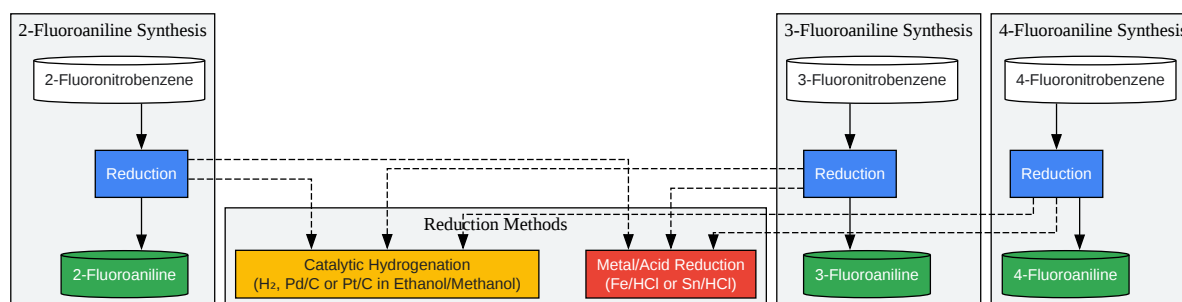 2-Fluoroaniline Synthesis
3-Fluoroaniline Synthesis
4-Fluoroaniline Synthesis
2-Fluoronitrobenzene
3-Fluoronitrobenzene
4-Fluoronitrobenzene
Reduction
Reduction
Reduction
Reduction Methods
2-Fluoroaniline
Catalytic Hydrogenation
(H₂, Pd/C or Pt/C in Ethanol/Methanol)
Metal/Acid Reduction
(Fe/HCl or Sn/HCl)
3-Fluoroaniline
4-Fluoroaniline